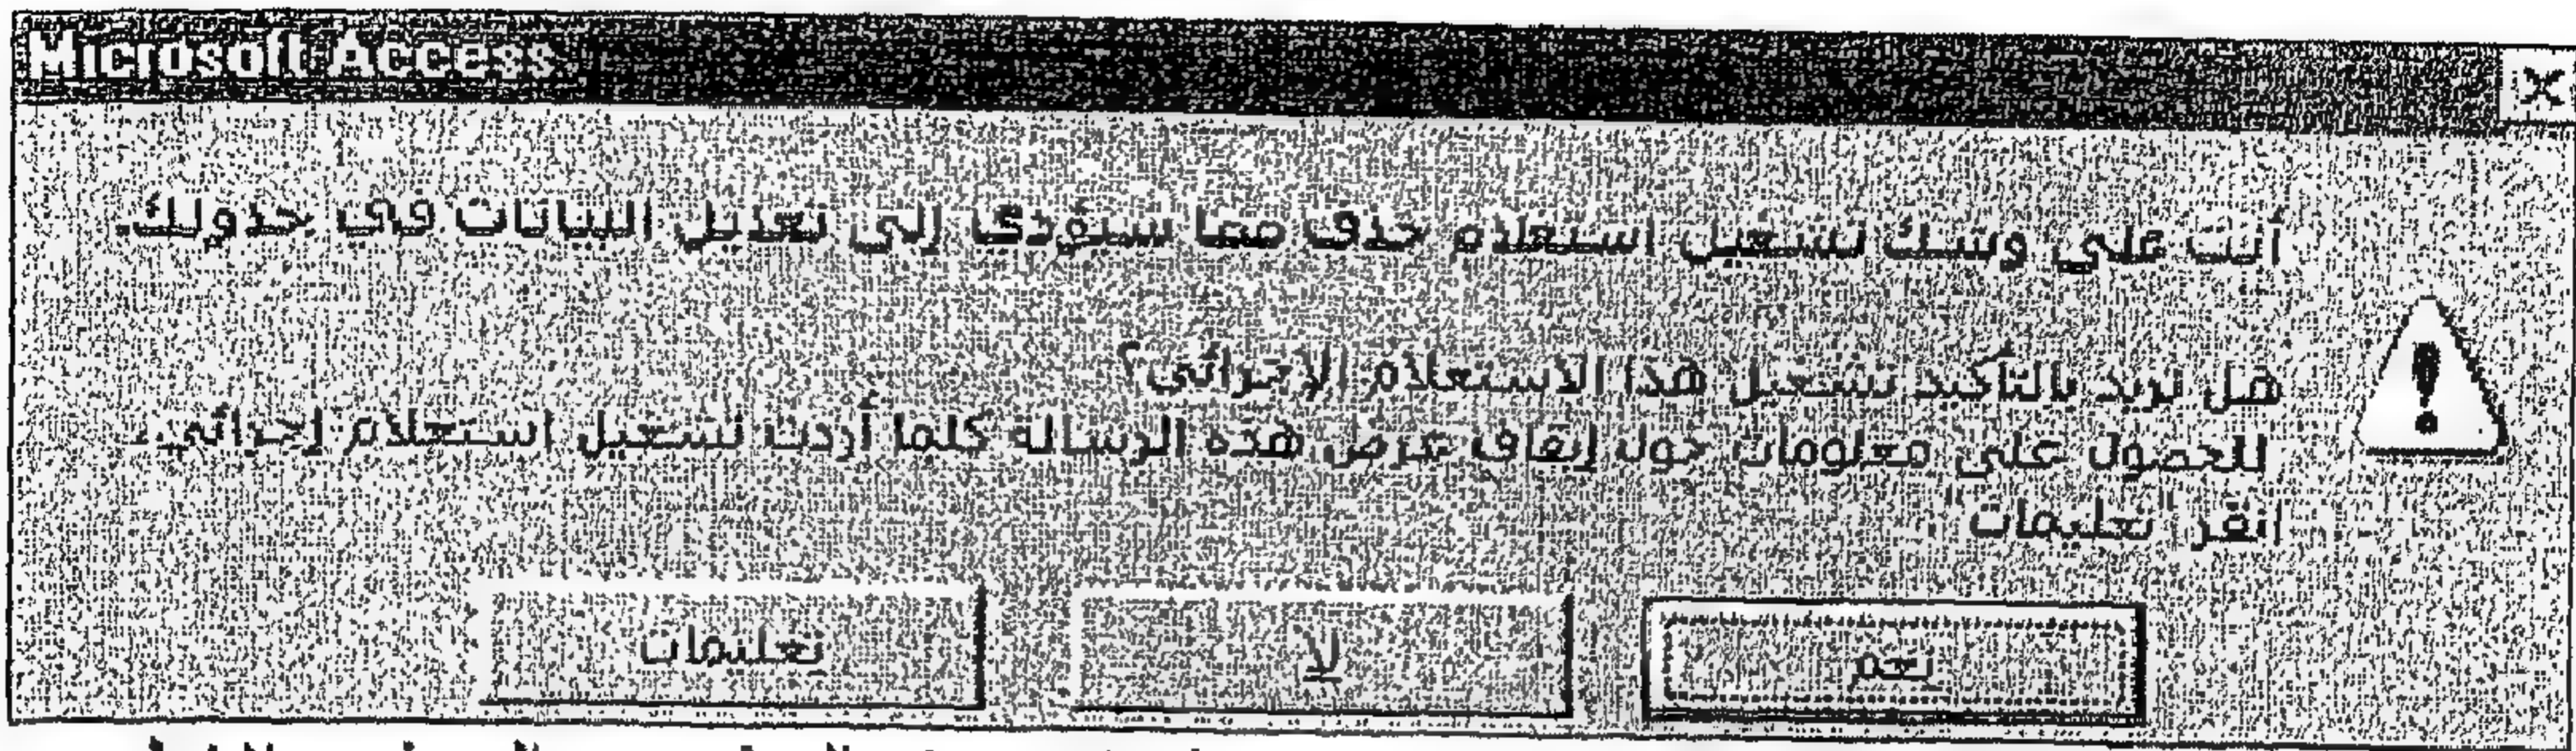 Microsoft Access
أنت على وشك تشغيل استعلام حذف مما سيؤدى إلى تعديل البيانات فى جدولك.
هل تريد بالتأكيد تشغيل هذا الاستعلام الإجرائي؟
للحصول على معلومات حول إيقاف عرض هذه الرسالة كلما أردت تشغيل استعلام إجرائي،
انقر "تعليمات".
نعم
لا
تعليمات